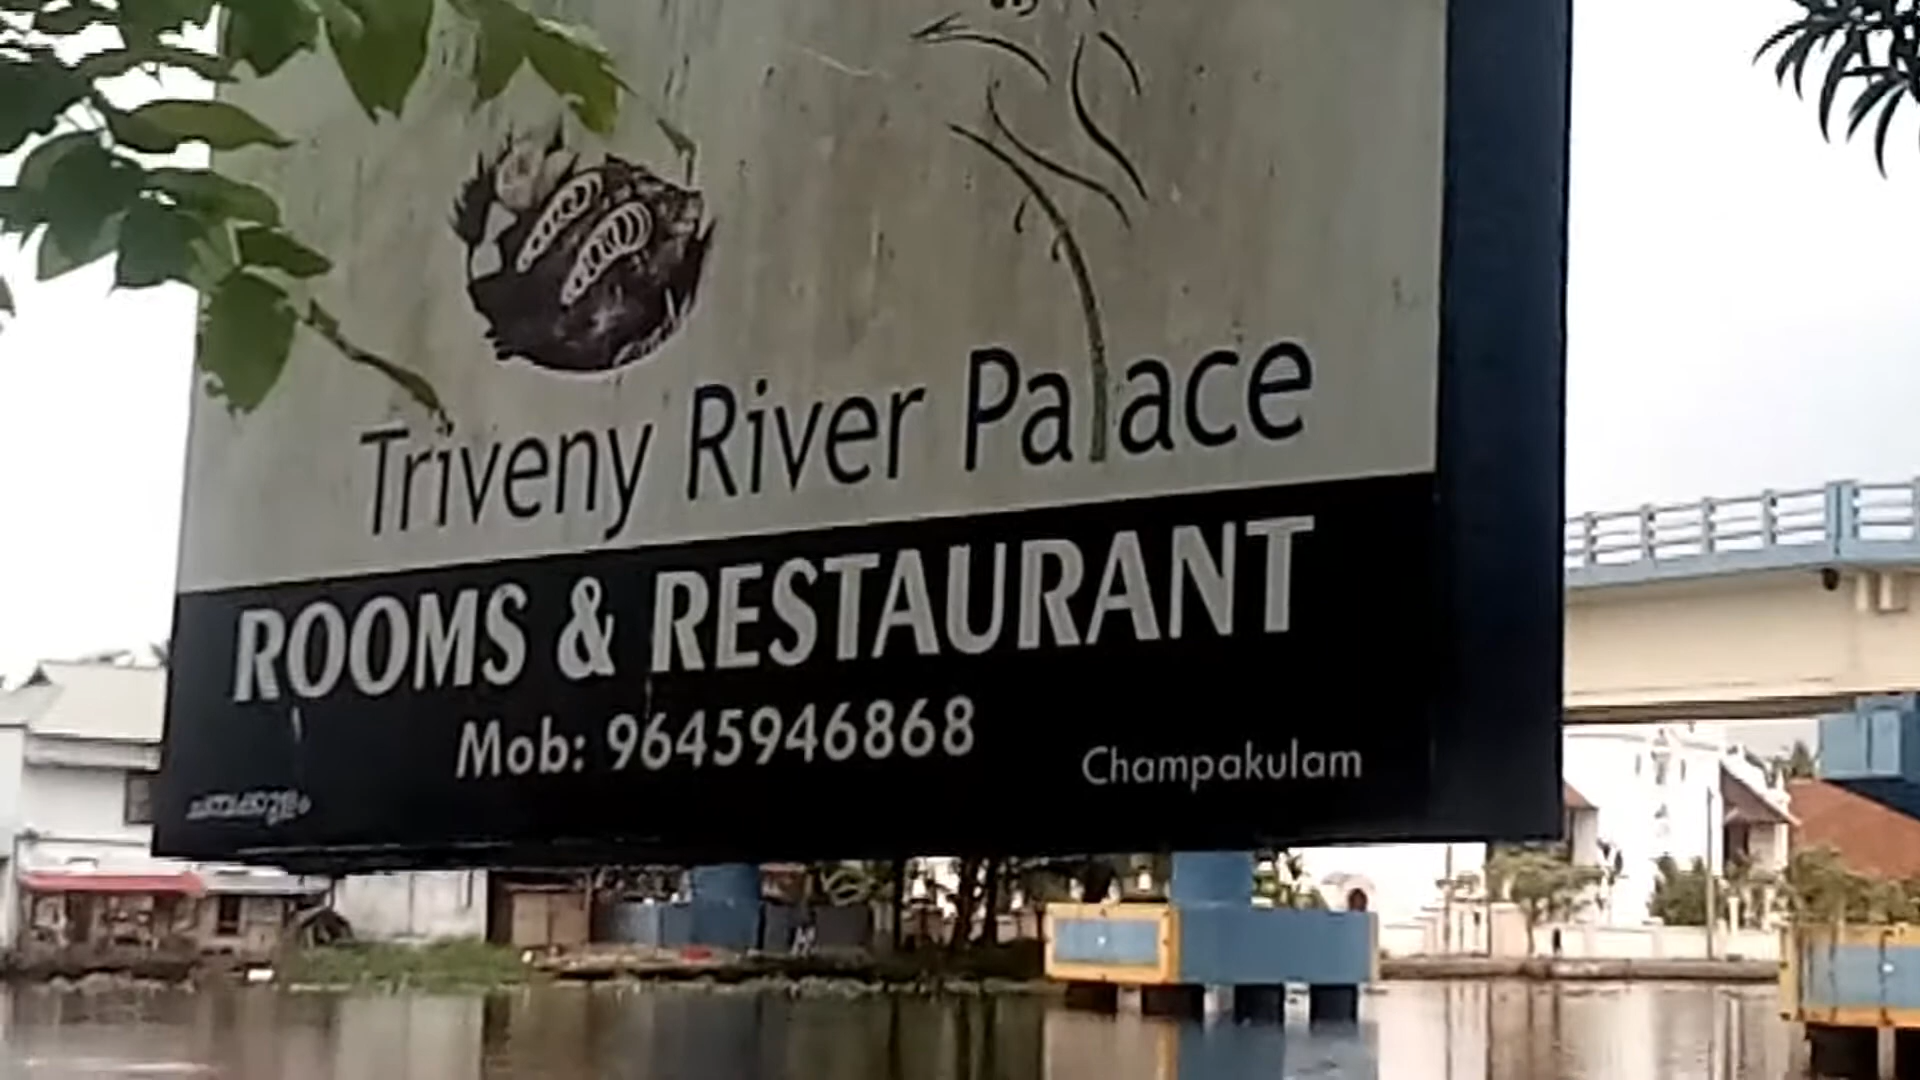 Triveny River Palace
ROOMS & RESTAURANT
Mob: 9645946868
Champakulam